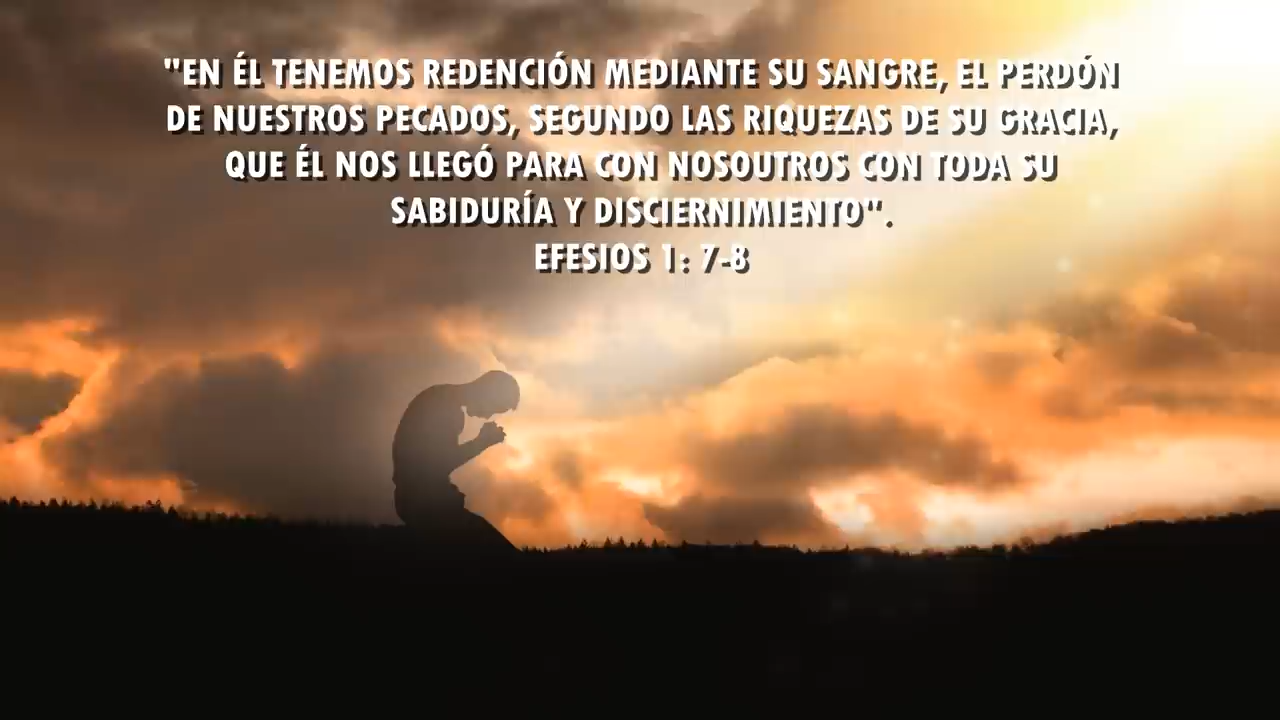 "EN ÉL TENEMOS REDENCIÓN MEDIANTE SU SANGRE, EL PERDÓN
DE NUESTROS PECADOS, SEGUNDO LAS RIQUEZAS DE SU GRACIA,
QUE ÉL NOS LLEGÓ PARA CON NOSOUTROS CON TODA SU
SABIDURÍA Y DISCIERNIMIENTO".
EFESIOS 1: 7-8